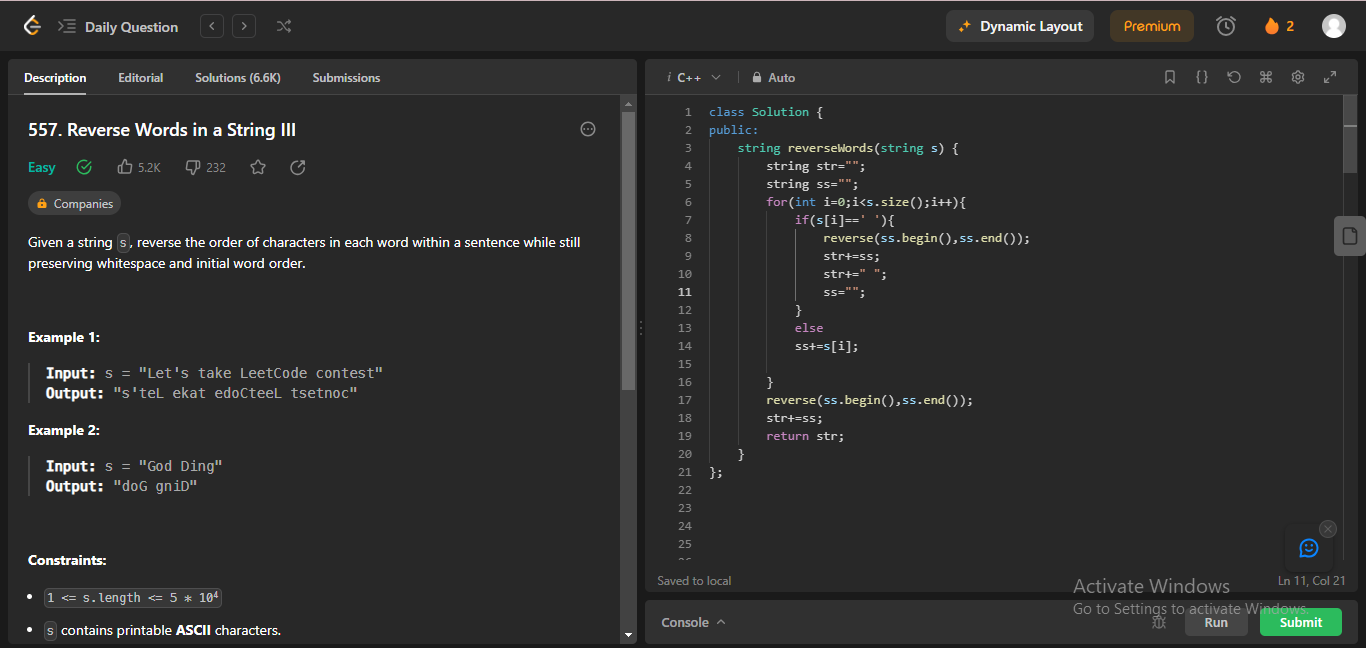 Daily Question
Dynamic Layout
Premium
2
Description Editorial Solutions (6.6K) Submissions
557. Reverse Words in a String III
Easy 5.2K 232
Companies
Given a string s, reverse the order of characters in each word within a sentence while still
preserving whitespace and initial word order.
Example 1:
Input: s = "Let's take LeetCode contest"
Output: "s'teL ekat edoCteeL tsetnoc"
Example 2:
Input: s = "God Ding"
Output: "doG gniD"
Constraints:
• 1 <= s.length <= 5 * 10⁴
• s contains printable ASCII characters.
i C++ Auto
{}
1 class Solution {
2 public:
3 string reverseWords(string s) {
4 string str="";
5 string ss="";
6 for(int i=0;i<s.size();i++){
7 if(s[i]==' '){
8 reverse(ss.begin(),ss.end());
9 str+=ss;
10 str+=" ";
11 ss="";
12 }
13 else
14 ss+=s[i];
15
16 }
17 reverse(ss.begin(),ss.end());
18 str+=ss;
19 return str;
20 }
21 };
22
23
24
25
Saved to local
Ln 11, Col 21
Activate Windows
Go to Settings to activate Windows.
Console
Run
Submit